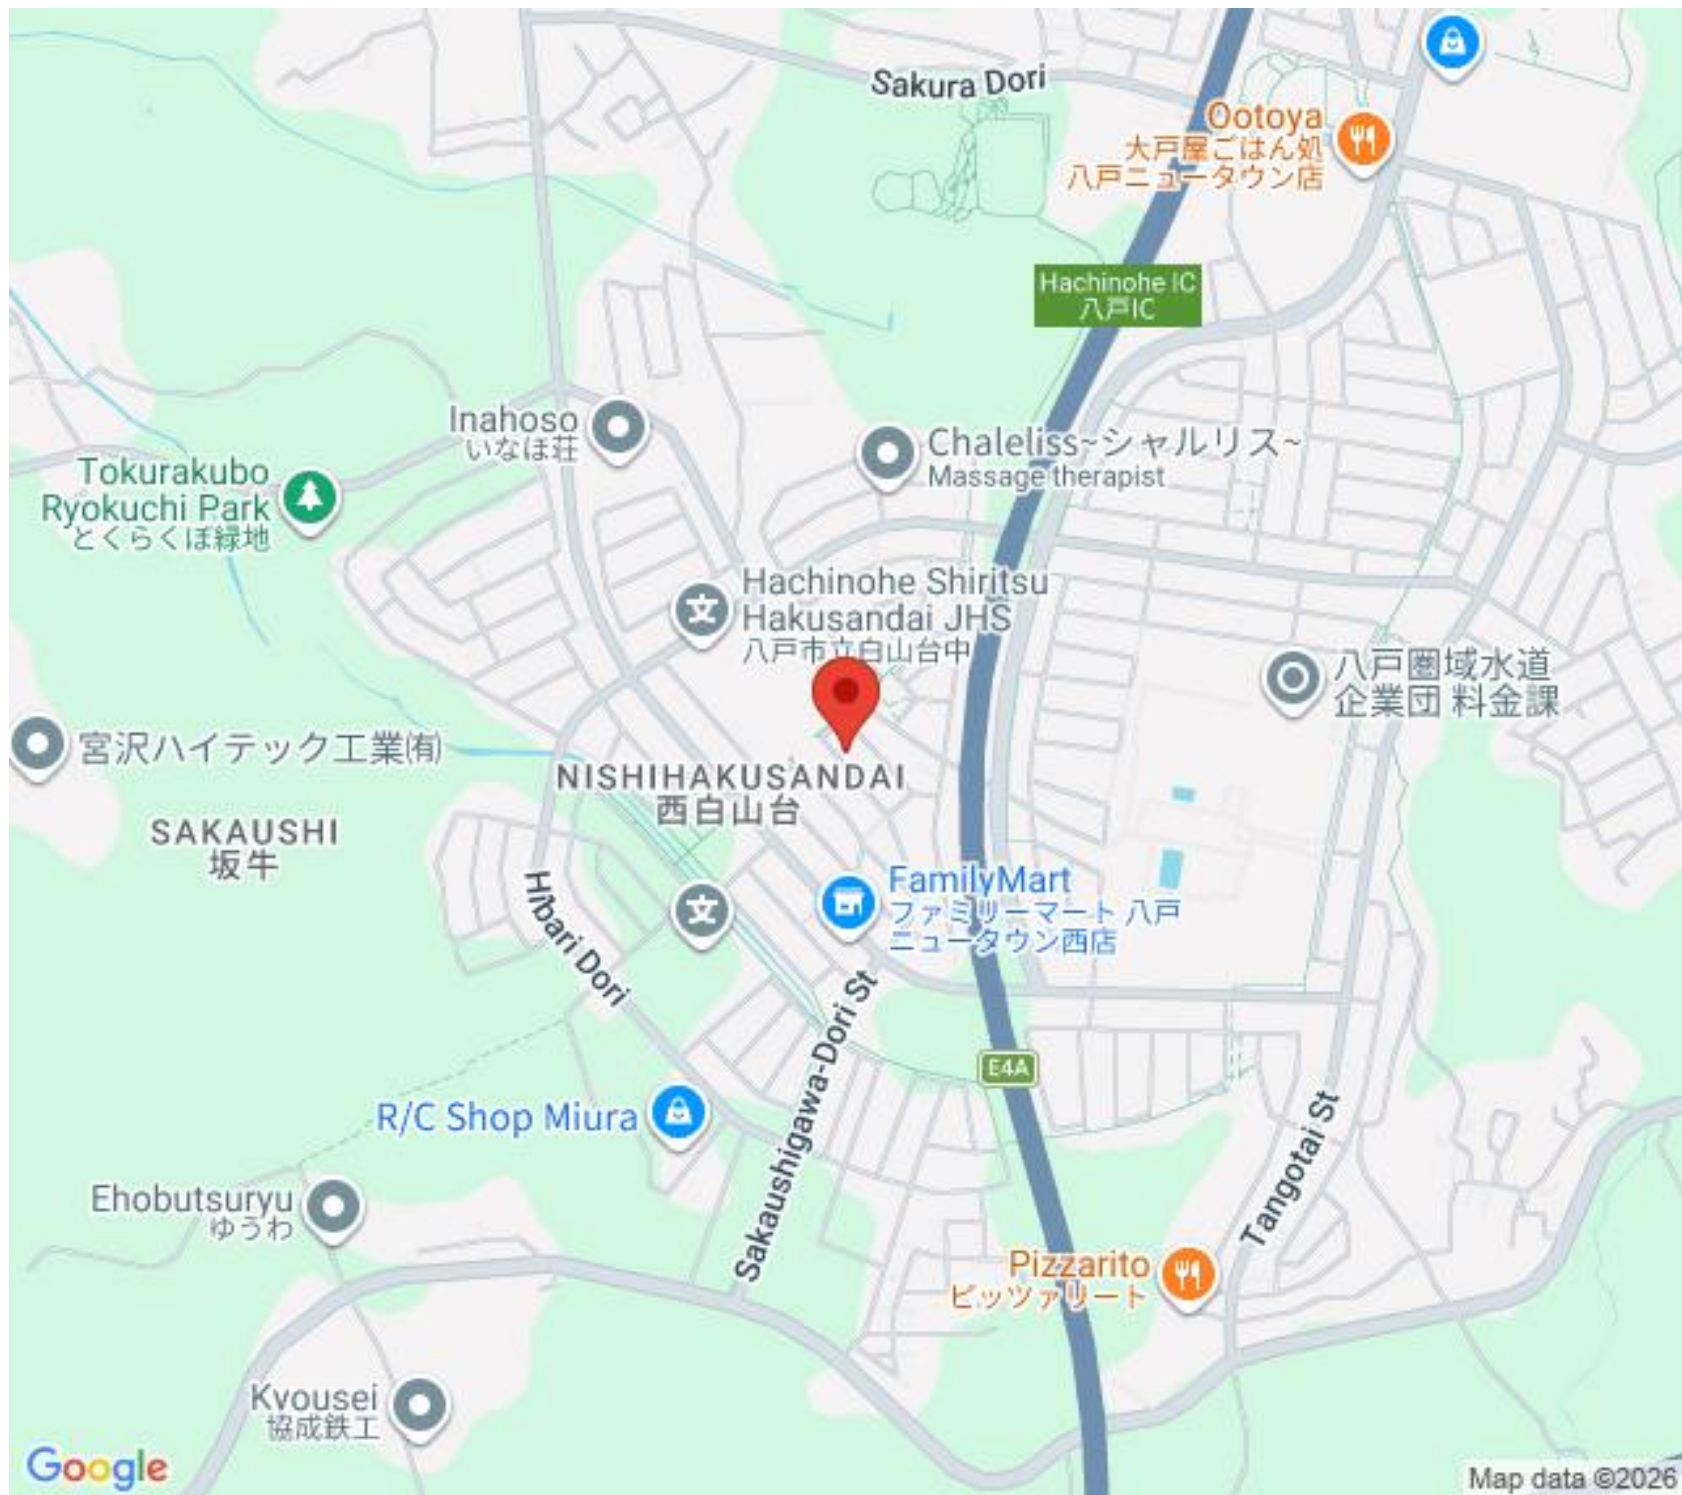 Sakura Dori
Ootoya
大戸屋ごはん処
八戸ニュータウン店
Hachinohe IC
八戸IC
Inahoso
いなほ荘
Chaleliss~シャルリス~
Massage therapist
Tokurakubo
Ryokuchi Park
とくらくぼ緑地
Hachinohe Shiritsu
Hakusandai JHS
八戸市立白山台中
八戸圏域水道
企業団 料金課
宮沢ハイテック工業㈲
NISHIHAKUSANDAI
西白山台
SAKAUSHI
坂牛
Hibari Dori
FamilyMart
ファミリーマート 八戸
ニュータウン西店
Sakaushigawa-Dori St
E4A
R/C Shop Miura
Tangotai St
Ehobutsuryu
ゆうわ
Pizzarito
ピッツァリート
Kyousei
協成鉄工
Google
Map data ©2026